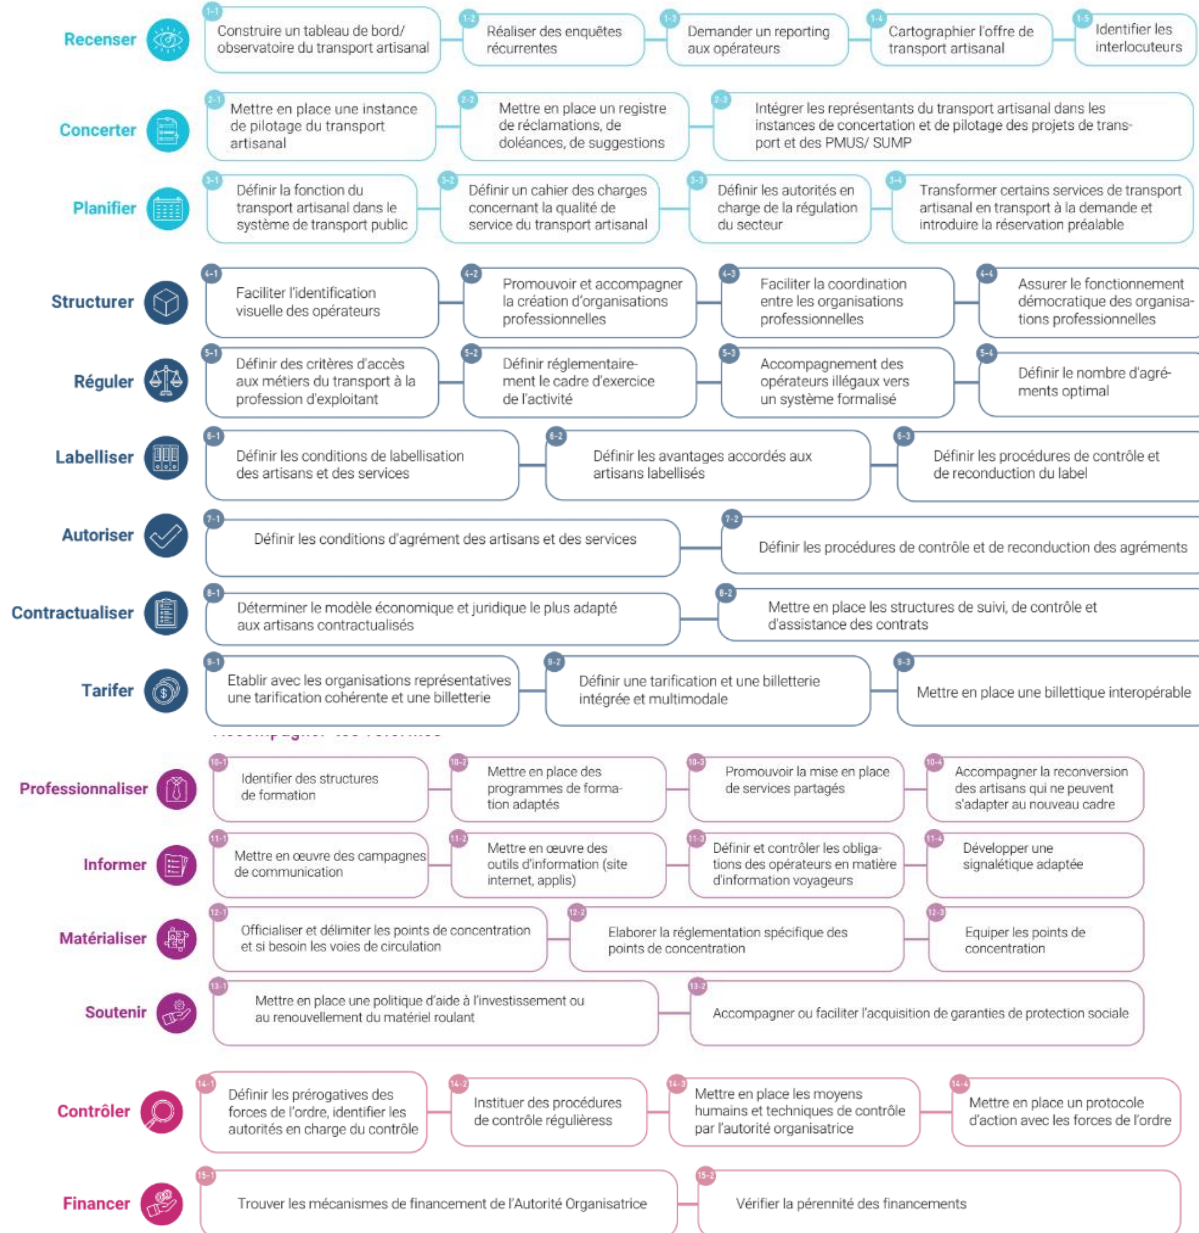 Recenser
1-1
Construire un tableau de bord/
observatoire du transport artisanal
1-2
Réaliser des enquêtes
récurrentes
1-3
Demander un reporting
aux opérateurs
1-4
Cartographier l'offre de
transport artisanal
1-5
Identifier les
interlocuteurs
Concerter
2-1
Mettre en place une instance
de pilotage du transport
artisanal
2-2
Mettre en place un registre
de réclamations, de
doléances, de suggestions
2-3
Intégrer les représentants du transport artisanal dans les
instances de concertation et de pilotage des projets de trans-
port et des PMUS/ SUMP
Planifier
3-1
Définir la fonction du
transport artisanal dans le
système de transport public
3-2
Définir un cahier des charges
concernant la qualité de
service du transport artisanal
3-3
Définir les autorités en
charge de la régulation
du secteur
3-4
Transformer certains services de transport
artisanal en transport à la demande et
introduire la réservation préalable
Structurer
4-1
Faciliter l'identification
visuelle des opérateurs
4-2
Promouvoir et accompagner
la création d'organisations
professionnelles
4-3
Faciliter la coordination
entre les organisations
professionnelles
4-4
Assurer le fonctionnement
démocratique des organisa-
tions professionnelles
Réguler
5-1
Définir des critères d'accès
aux métiers du transport à la
profession d'exploitant
5-2
Définir réglementaire-
ment le cadre d'exercice
de l'activité
5-3
Accompagnement des
opérateurs illégaux vers
un système formalisé
5-4
Définir le nombre d'agré-
ments optimal
Labelliser
6-1
Définir les conditions de labellisation
des artisans et des services
6-2
Définir les avantages accordés aux
artisans labellisés
6-3
Définir les procédures de contrôle et
de reconduction du label
Autoriser
7-1
Définir les conditions d'agrément des artisans et des services
7-2
Définir les procédures de contrôle et de reconduction des agréments
Contractualiser
8-1
Déterminer le modèle économique et juridique le plus adapté
aux artisans contractualisés
8-2
Mettre en place les structures de suivi, de contrôle et
d'assistance des contrats
Tarifer
9-1
Etablir avec les organisations représentatives
une tarification cohérente et une billetterie
9-2
Définir une tarification et une billetterie
intégrée et multimodale
9-3
Mettre en place une billettique interopérable
Professionnaliser
10-1
Identifier des structures
de formation
10-2
Mettre en place des
programmes de forma-
tion adaptés
10-3
Promouvoir la mise en place
de services partagés
10-4
Accompagner la reconversion
des artisans qui ne peuvent
s'adapter au nouveau cadre
Informer
11-1
Mettre en œuvre des campagnes
de communication
11-2
Mettre en œuvre des
outils d'information (site
internet, applis)
11-3
Définir et contrôler les obliga-
tions des opérateurs en matière
d'information voyageurs
11-4
Développer une
signalétique adaptée
Matérialiser
12-1
Officialiser et délimiter les points de concentration
et si besoin les voies de circulation
12-2
Elaborer la réglementation spécifique des
points de concentration
12-3
Equiper les points de
concentration
Soutenir
13-1
Mettre en place une politique d'aide à l'investissement ou
au renouvellement du matériel roulant
13-2
Accompagner ou faciliter l'acquisition de garanties de protection sociale
Contrôler
14-1
Définir les prérogatives des
forces de l'ordre, identifier les
autorités en charge du contrôle
14-2
Instituer des procédures
de contrôle régulièress
14-3
Mettre en place les moyens
humains et techniques de contrôle
par l'autorité organisatrice
14-4
Mettre en place un protocole
d'action avec les forces de l'ordre
Financer
15-1
Trouver les mécanismes de financement de l'Autorité Organisatrice
15-2
Vérifier la pérennité des financements